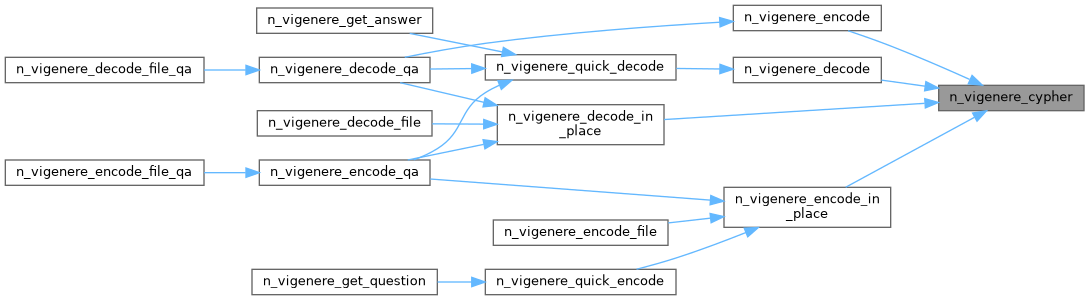 n_vigenere_get_answer
n_vigenere_encode
n_vigenere_decode_file_qa
n_vigenere_decode_qa
n_vigenere_quick_decode
n_vigenere_decode
n_vigenere_cypher
n_vigenere_decode_file
n_vigenere_decode_in
_place
n_vigenere_encode_file_qa
n_vigenere_encode_qa
n_vigenere_encode_in
_place
n_vigenere_encode_file
n_vigenere_get_question
n_vigenere_quick_encode